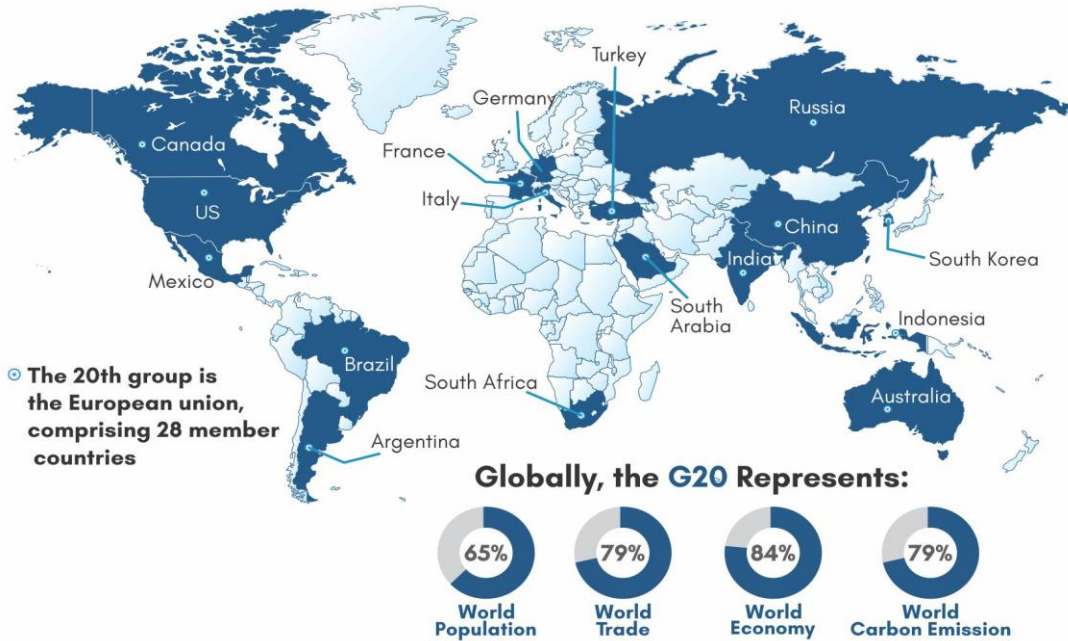 Turkey
Germany
Russia
Canada
France
US
Italy
China
India
South Korea
Mexico
South
Arabia
Indonesia
Brazil
South Africa
Australia
The 20th group is
the European union,
comprising 28 member
countries
Argentina
Globally, the G20 Represents:
65%
79%
84%
79%
World
Population
World
Trade
World
Economy
World
Carbon Emission